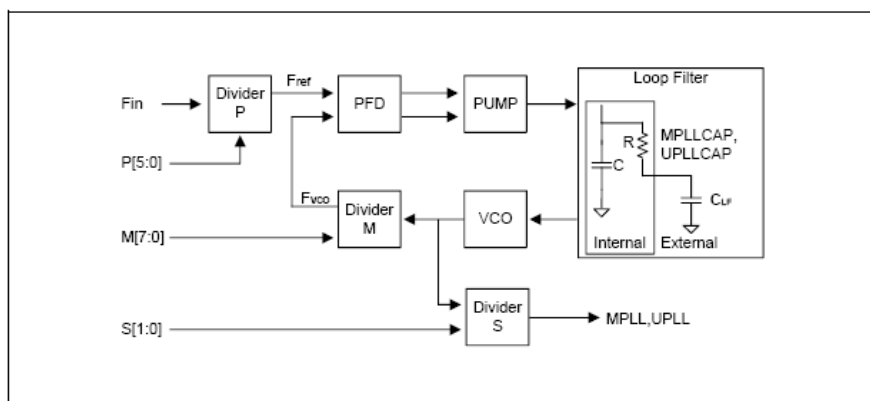 Loop Filter
Fin
Divider
P
Fref
PFD
PUMP
R
C
MPLLCAP,
UPLLCAP
CLF
Internal
External
P[5:0]
Fvco
Divider
M
VCO
M[7:0]
Divider
S
S[1:0]
MPLL,UPLL